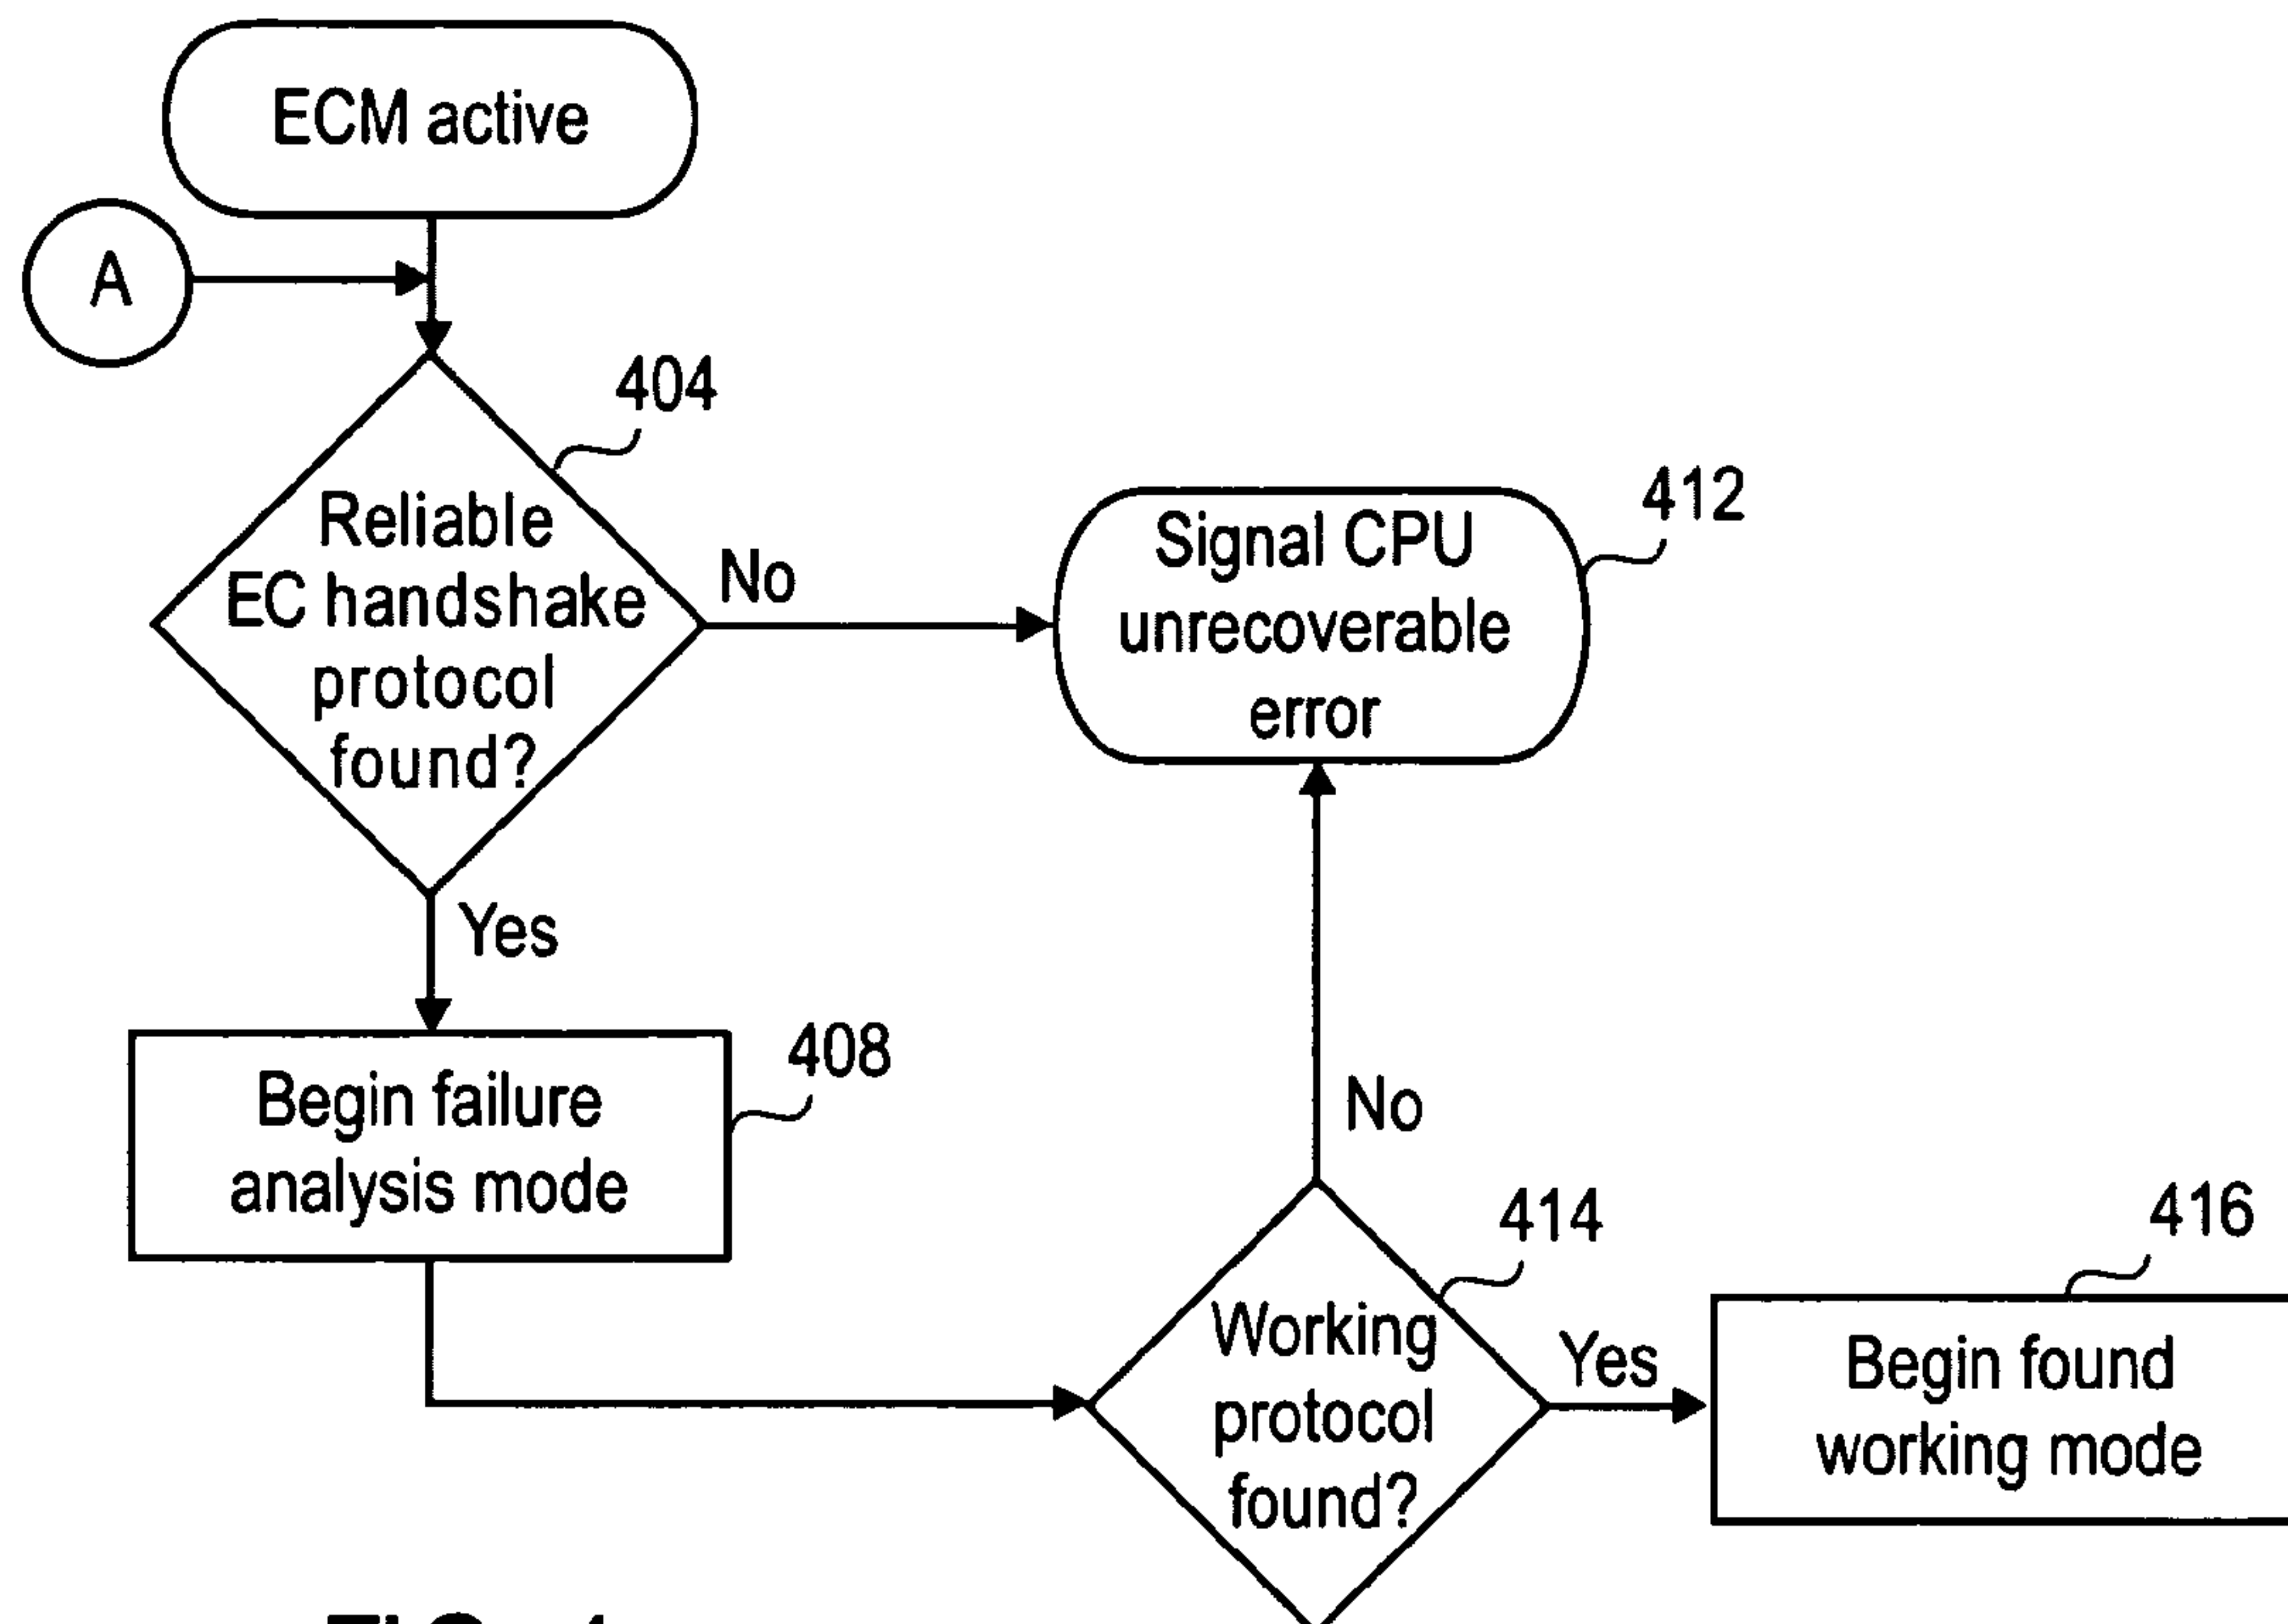 ECM active
A
404
Reliable
EC handshake
protocol
found?
No
Signal CPU
unrecoverable
error
412
Yes
Begin failure
analysis mode
408
No
414
Working
protocol
found?
Yes
416
Begin found
working mode